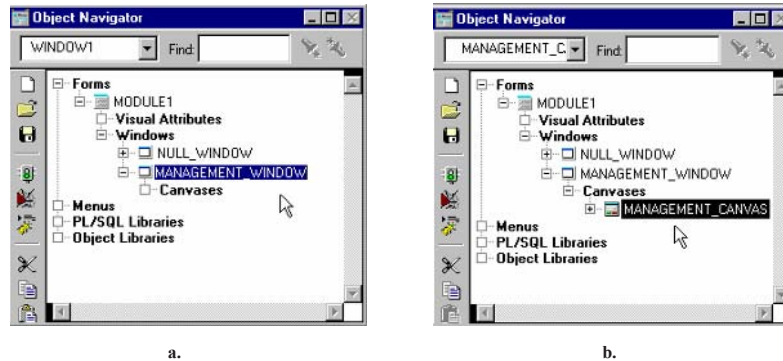 Object Navigator
WINDOW1
Find:
Forms
MODULE1
Visual Attributes
Windows
NULL_WINDOW
MANAGEMENT_WINDOW
Canvases
Menus
PL/SQL Libraries
Object Libraries
a.
Object Navigator
MANAGEMENT_C
Find:
Forms
MODULE1
Visual Attributes
Windows
NULL_WINDOW
MANAGEMENT_WINDOW
Canvases
MANAGEMENT_CANVAS
Menus
PL/SQL Libraries
Object Libraries
b.